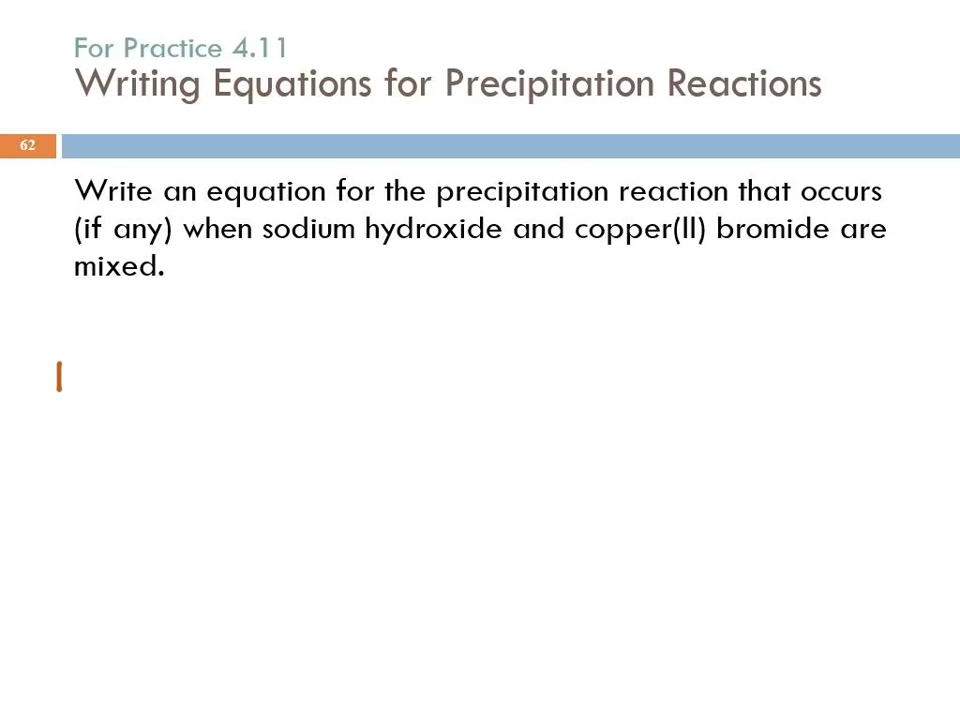 For Practice 4.11
Writing Equations for Precipitation Reactions
62
Write an equation for the precipitation reaction that occurs
(if any) when sodium hydroxide and copper(II) bromide are
mixed.